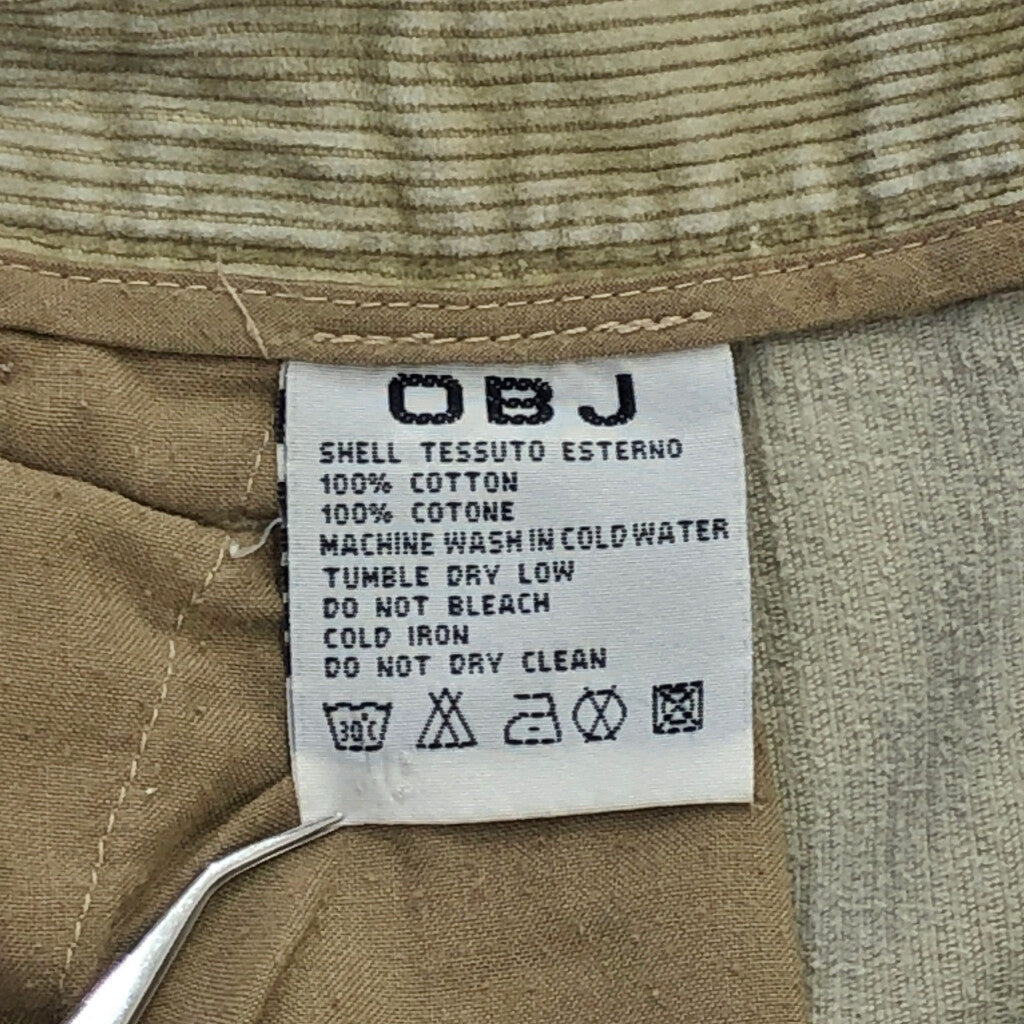 OBJ
SHELL TESSUTO ESTERNO
100% COTTON
100% COTONE
MACHINE WASH IN COLD WATER
TUMBLE DRY LOW
DO NOT BLEACH
COLD IRON
DO NOT DRY CLEAN
30°C